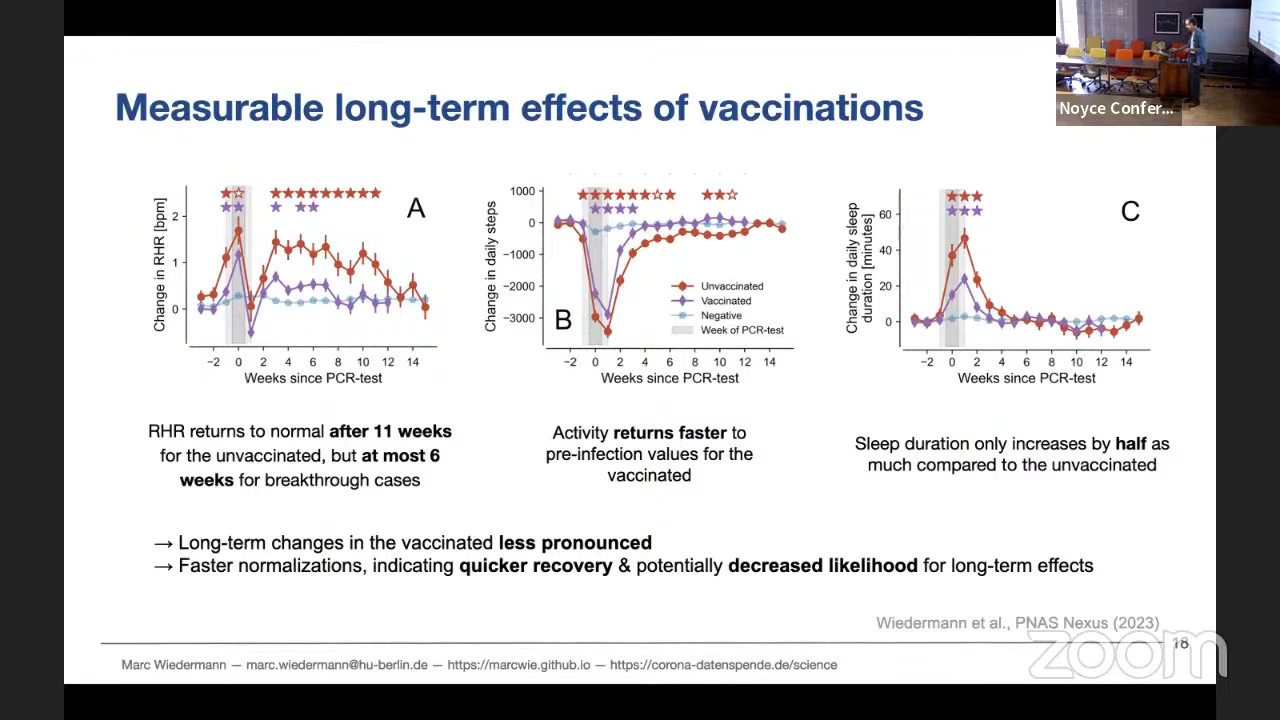 Noyce Confer...
Measurable long-term effects of vaccinations
A
Change in RHR [bpm]
2
1
0
−2 0 2 4 6 8 10 12 14
Weeks since PCR-test
B
Change in daily steps
1000
0
−1000
−2000
−3000
Unvaccinated
Vaccinated
Negative
Week of PCR-test
−2 0 2 4 6 8 10 12 14
Weeks since PCR-test
C
Change in daily sleep
duration [minutes]
60
40
20
0
−2 0 2 4 6 8 10 12 14
Weeks since PCR-test
RHR returns to normal after 11 weeks
for the unvaccinated, but at most 6
weeks for breakthrough cases
Activity returns faster to
pre-infection values for the
vaccinated
Sleep duration only increases by half as
much compared to the unvaccinated
→ Long-term changes in the vaccinated less pronounced
→ Faster normalizations, indicating quicker recovery & potentially decreased likelihood for long-term effects
Wiedermann et al., PNAS Nexus (2023)
18
Marc Wiedermann — marc.wiedermann@hu-berlin.de — https://marcwie.github.io — https://corona-datenspende.de/science
zoom